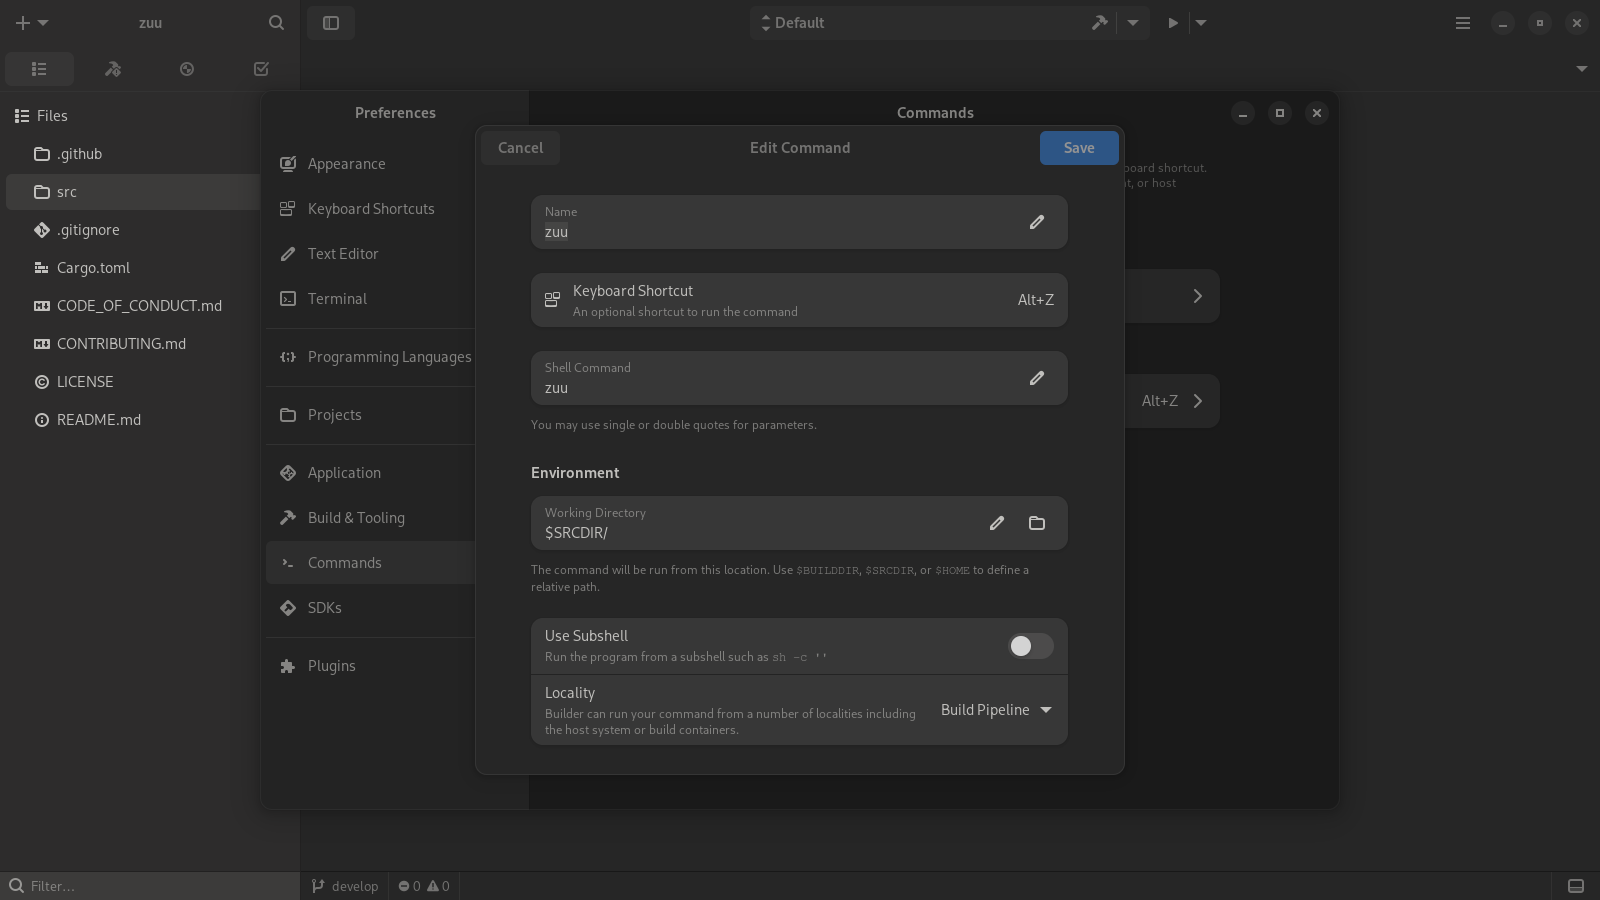 zuu
Default
Files
.github
src
.gitignore
Cargo.toml
CODE_OF_CONDUCT.md
CONTRIBUTING.md
LICENSE
README.md
Filter...
develop
0
0
Preferences
Appearance
Keyboard Shortcuts
Text Editor
Terminal
Programming Languages
Projects
Application
Build & Tooling
Commands
SDKs
Plugins
Commands
board shortcut.
t, or host
Alt+Z
Cancel
Edit Command
Save
Name
zuu
Keyboard Shortcut
An optional shortcut to run the command
Alt+Z
Shell Command
zuu
You may use single or double quotes for parameters.
Environment
Working Directory
$SRCDIR/
The command will be run from this location. Use $BUILDDIR, $SRCDIR, or $HOME to define a
relative path.
Use Subshell
Run the program from a subshell such as sh -c ''
Locality
Builder can run your command from a number of localities including
the host system or build containers.
Build Pipeline